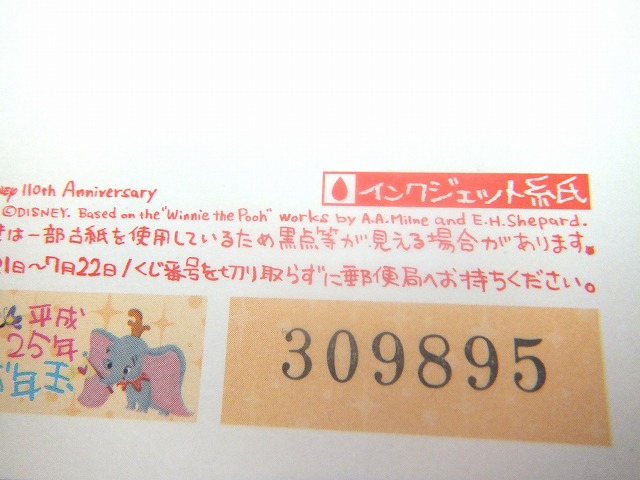 インクジェット紙
NEY 110th Anniversary
©DISNEY. Based on the "Winnie the Pooh" works by A.A.Milne and E.H.Shepard.
は一部古紙を使用しているため黒点等が見える場合があります。
1日〜7月22日/くじ番号を切り取らずに郵便局へお持ちください。
平成
25年
年玉
309895